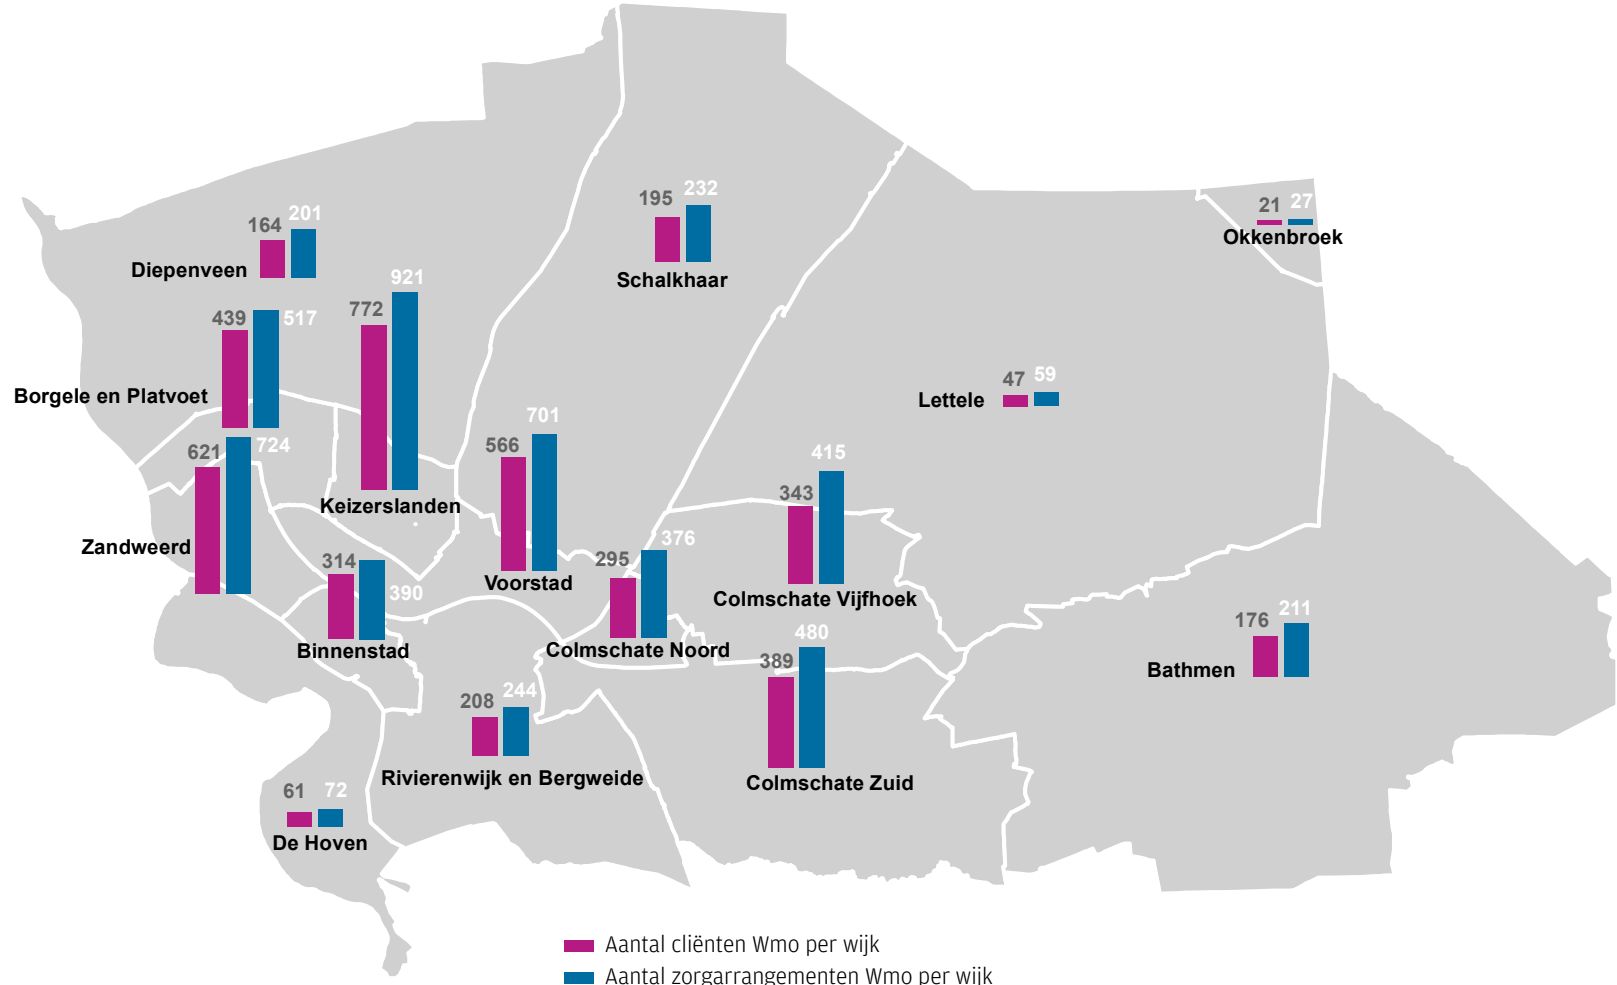 195 232
21 27
Okkenbroek
164 201
Diepenveen
Schalkhaar
921
772
439 517
Borgele en Platvoet
47 59
Lettele
701
566
621 724
415
343
Keizerslanden
Zandweerd
376
295
314
390
Voorstad
Colmschate Vijfhoek
Binnenstad
Colmschate Noord
480
389
176 211
Bathmen
208 244
Rivierenwijk en Bergweide
Colmschate Zuid
61 72
De Hoven
Aantal cliënten Wmo per wijk
Aantal zorgarrangementen Wmo per wijk